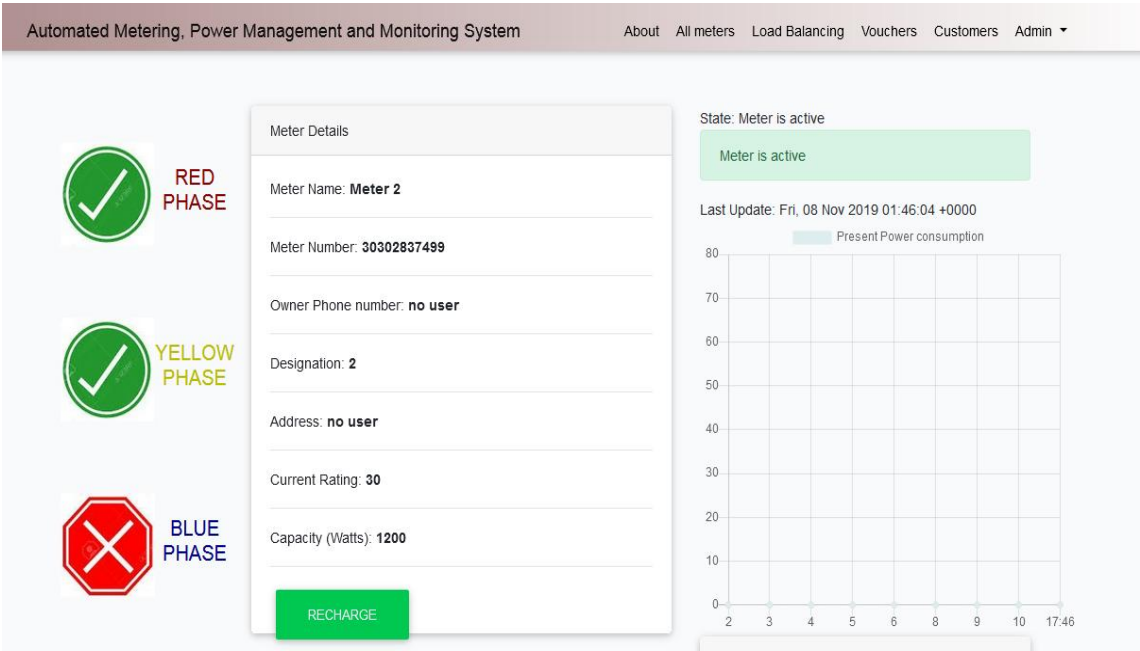 Automated Metering, Power Management and Monitoring System
About All meters Load Balancing Vouchers Customers Admin
RED
PHASE
YELLOW
PHASE
BLUE
PHASE
Meter Details
Meter Name: Meter 2
Meter Number: 30302837499
Owner Phone number: no user
Designation: 2
Address: no user
Current Rating: 30
Capacity (Watts): 1200
RECHARGE
State: Meter is active
Meter is active
Last Update: Fri, 08 Nov 2019 01:46:04 +0000
Present Power consumption
80
70
60
50
40
30
20
10
0
2 3 4 5 6 8 9 10 17:46